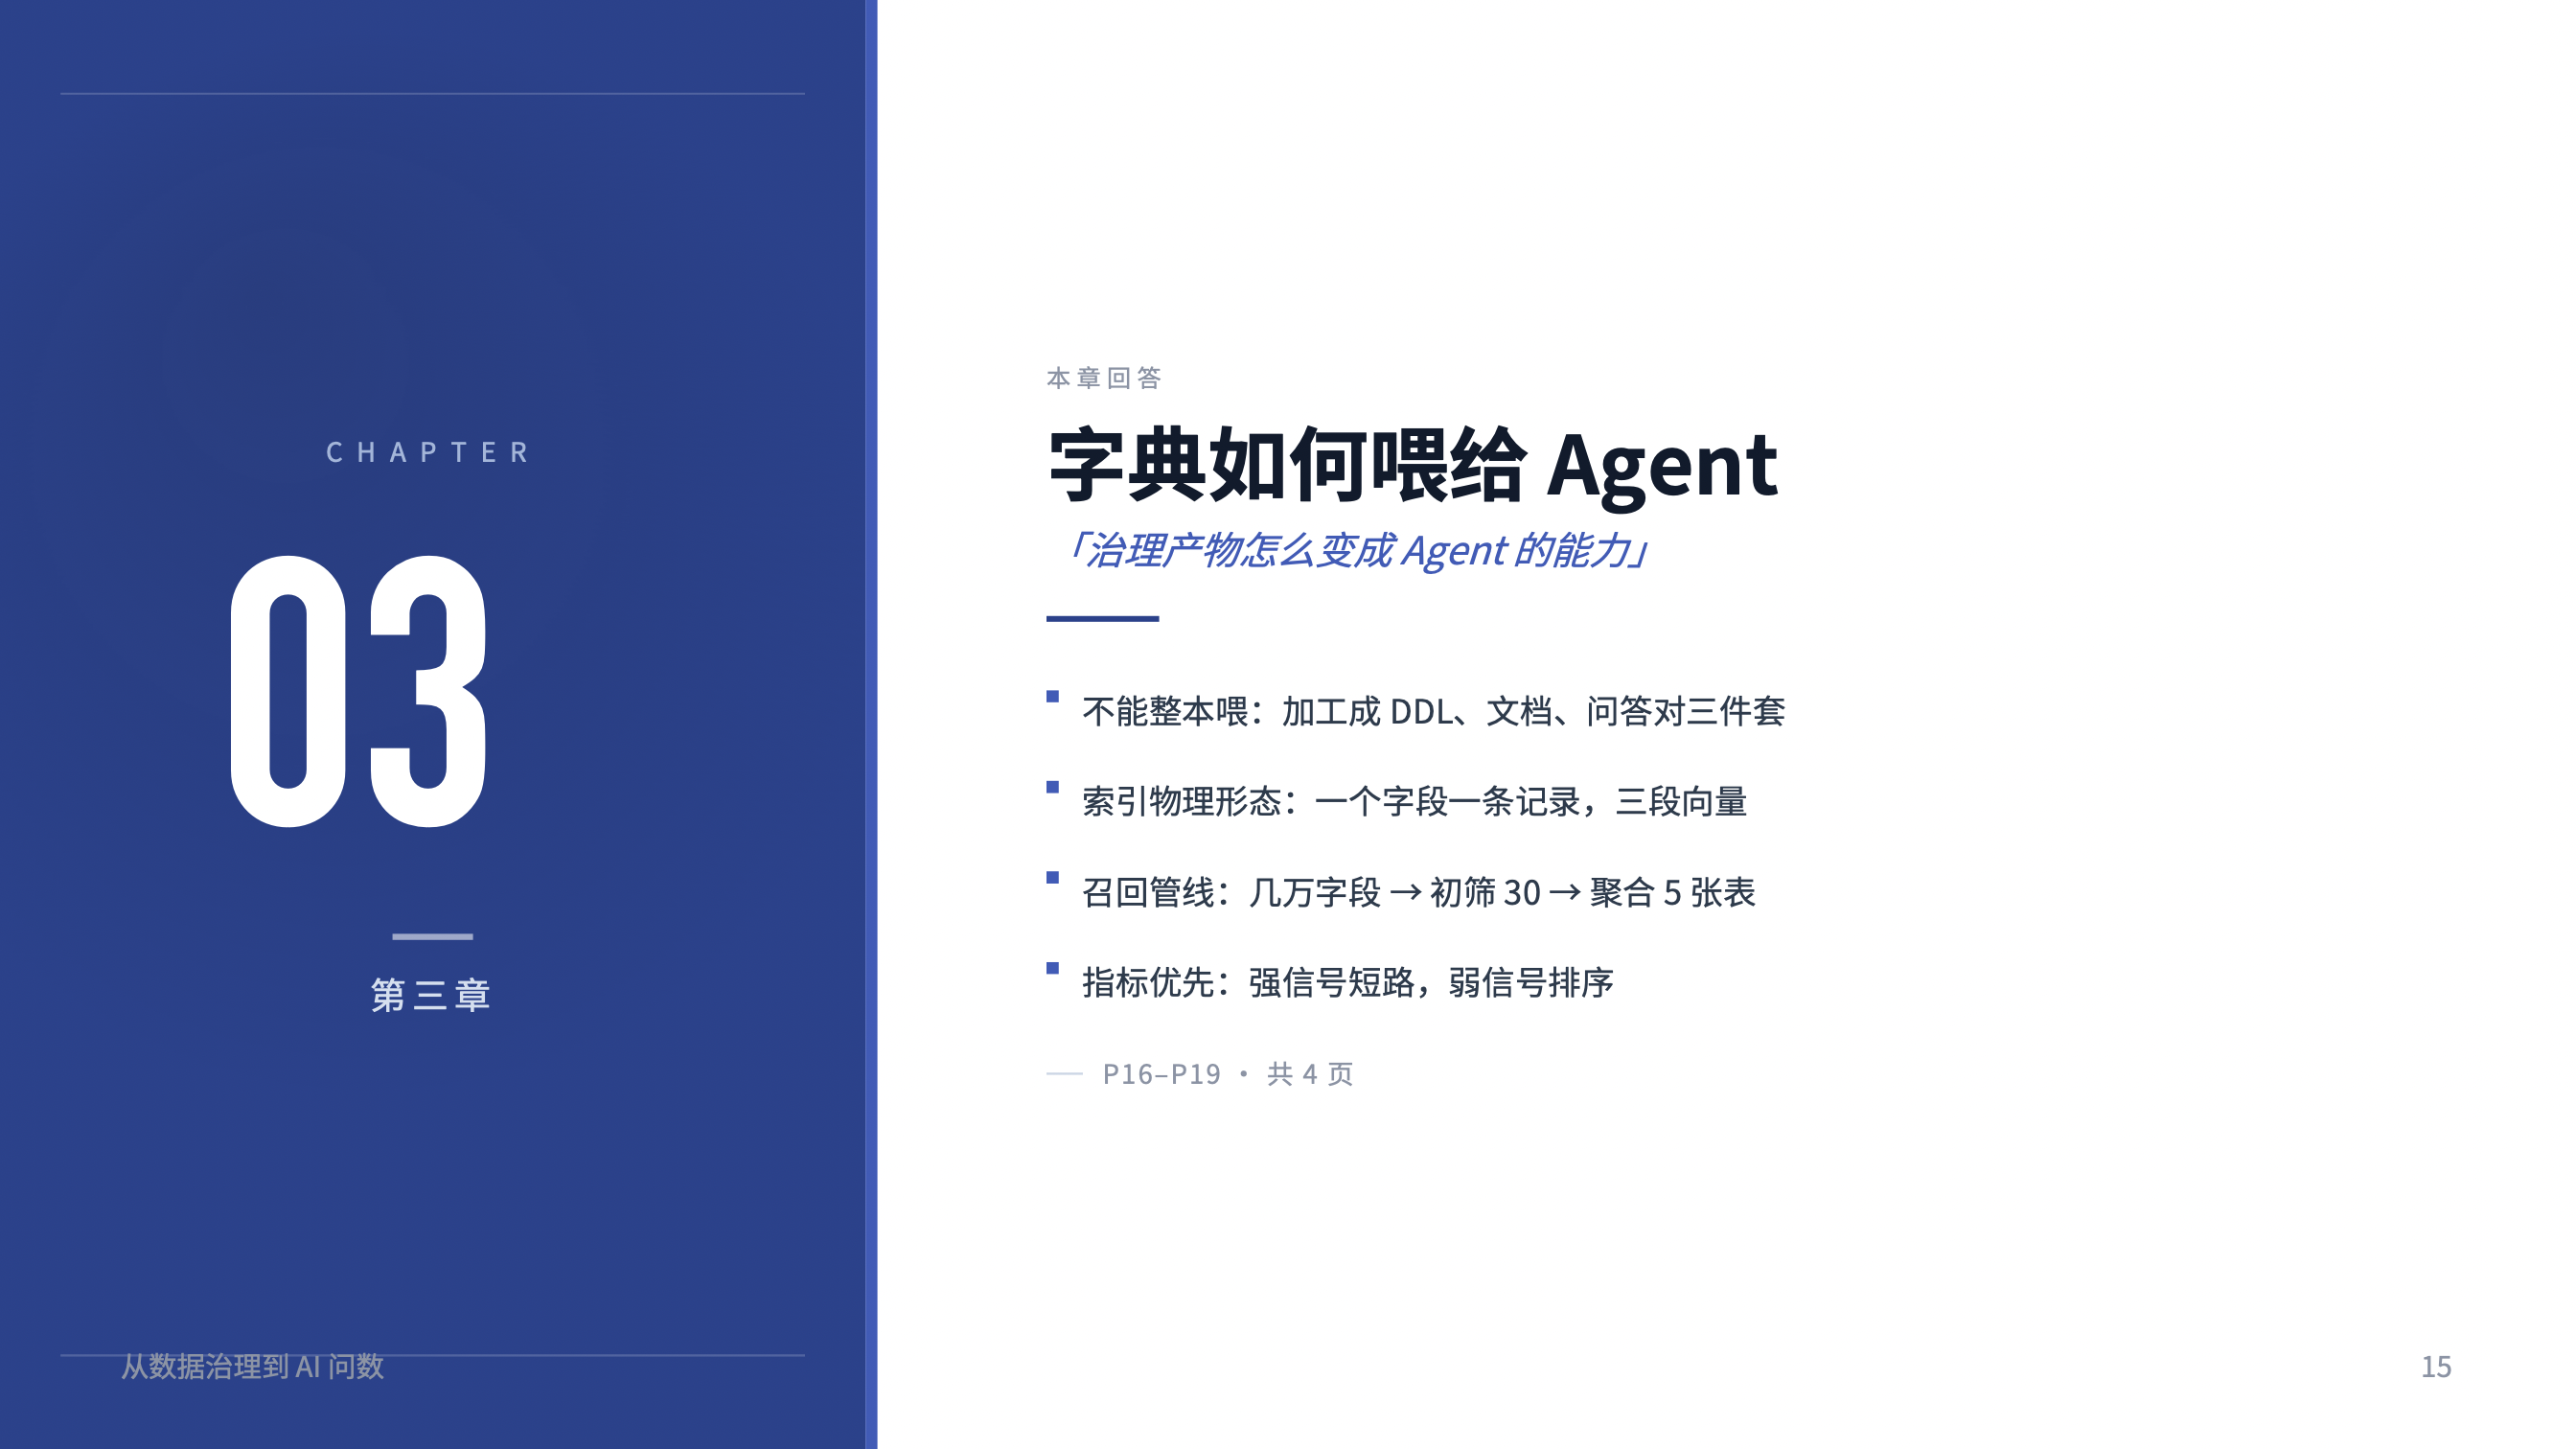 CHAPTER
03
第三章
本章回答
字典如何喂给 Agent
「治理产物怎么变成 Agent 的能力」
不能整本喂：加工成 DDL、文档、问答对三件套
索引物理形态：一个字段一条记录，三段向量
召回管线：几万字段 → 初筛 30 → 聚合 5 张表
指标优先：强信号短路，弱信号排序
P16–P19 · 共 4 页
从数据治理到 AI 问数
15